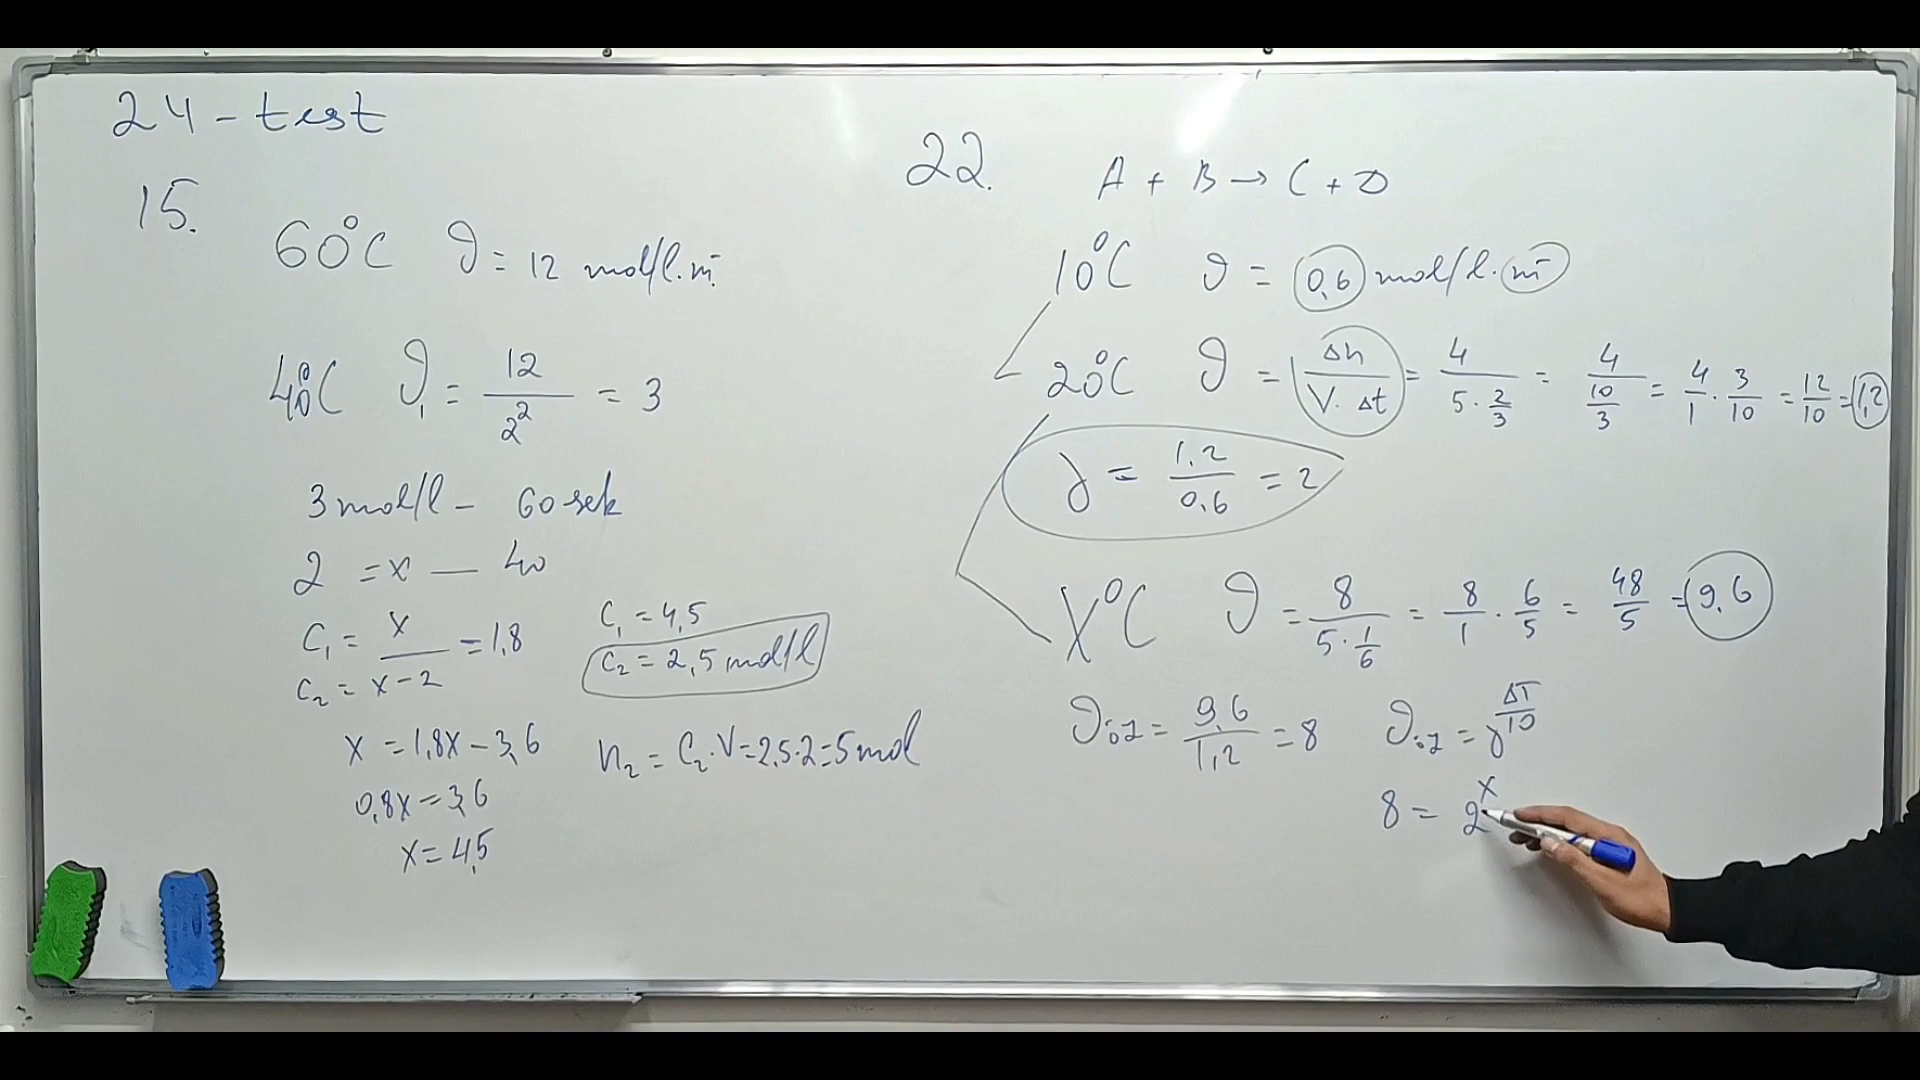 24-test
15.
60°C ϑ = 12 mol/l.m
40°C ϑ₁ = 12/2² = 3
3 mol/l - 60 sek
2 = x — 40
C₁ = x
C₂ = x-2 = 1,8
x = 1,8x - 3,6
0,8x = 3,6
x = 4,5
C₁ = 4,5
C₂ = 2,5 mol/l
n₂ = C₂·V = 2,5·2 = 5 mol
22. A + B → C + D
10°C ϑ = 0,6 mol/l·m
20°C ϑ = Δn/(V·Δt) = 4/(5·2/3) = 4/(10/3) = 4/1 · 3/10 = 12/10 = 1,2
γ = 1,2/0,6 = 2
X°C ϑ = 8/(5·1/6) = 8/1 · 6/5 = 48/5 = 9,6
ϑ = 9,6/1,2 = 8 ϑ = γ^(ΔT/10)
8 = 2^x